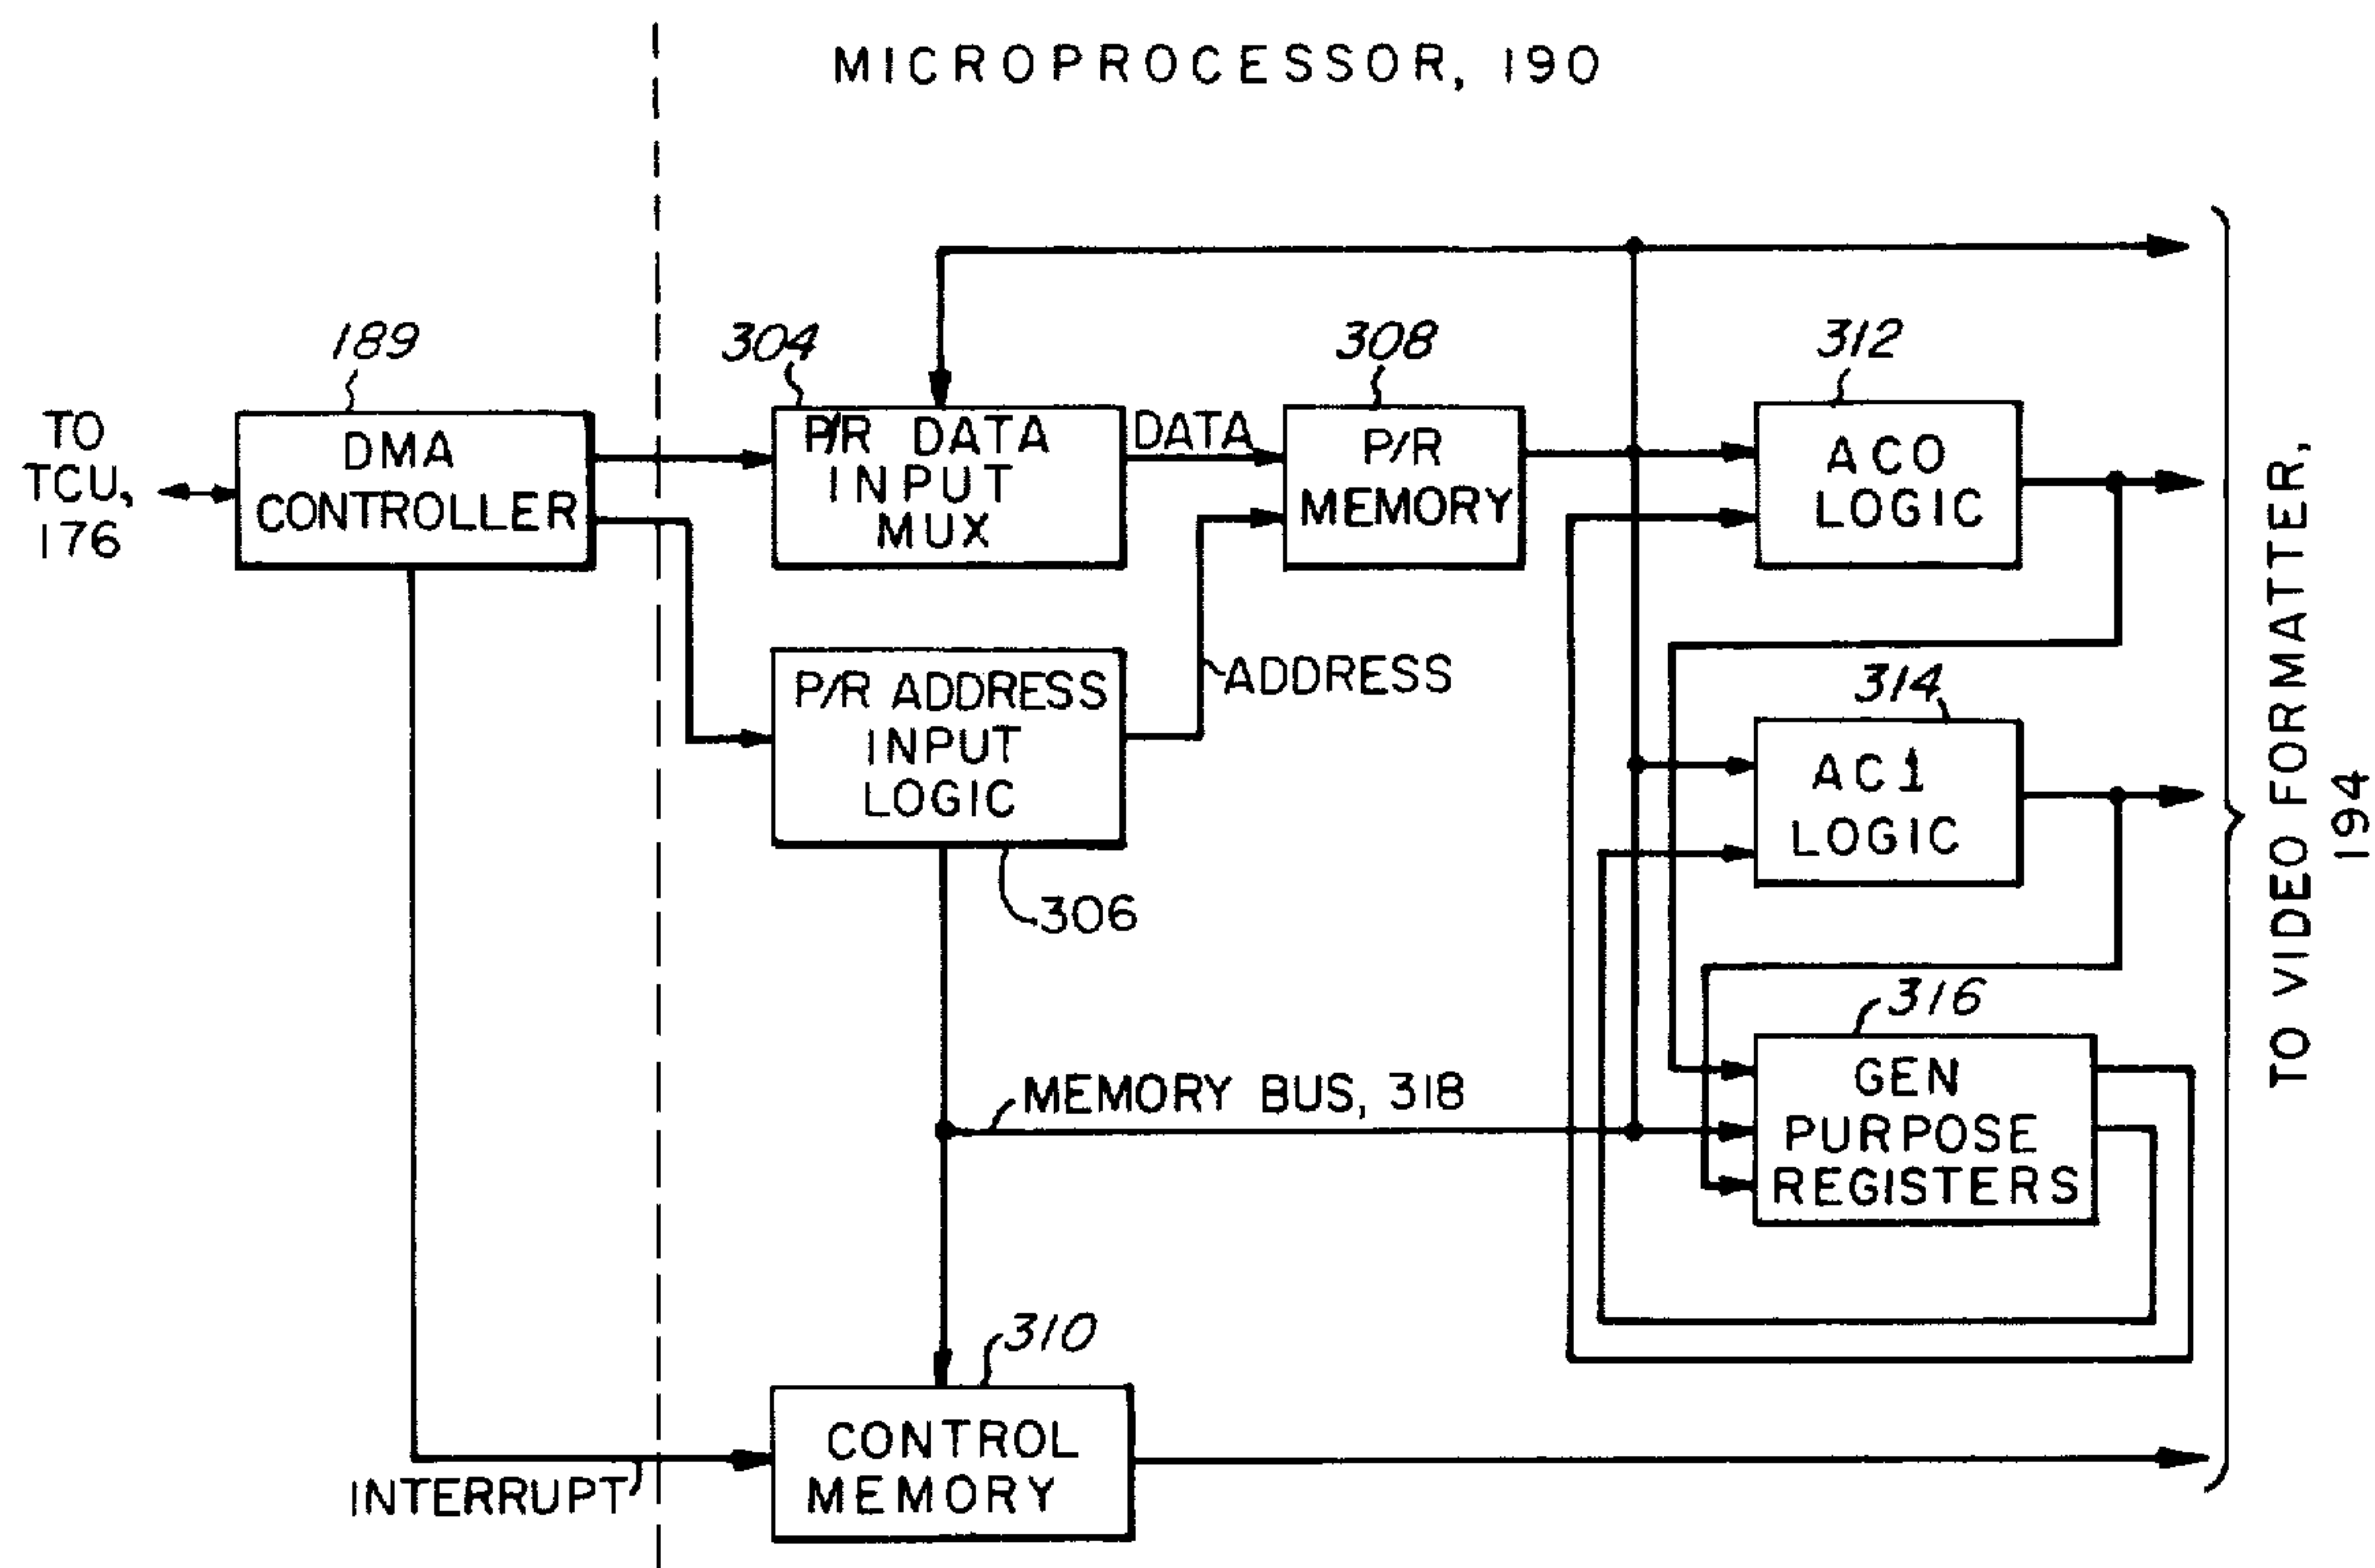 MICROPROCESSOR, 190
189
TO
TCU,
176
DMA
CONTROLLER
304
P/R DATA
INPUT
MUX
DATA
308
P/R
MEMORY
312
AC0
LOGIC
P/R ADDRESS
INPUT
LOGIC
306
ADDRESS
314
AC1
LOGIC
316
GEN
PURPOSE
REGISTERS
MEMORY BUS, 318
310
CONTROL
MEMORY
INTERRUPT
TO VIDEO FORMATTER,
194